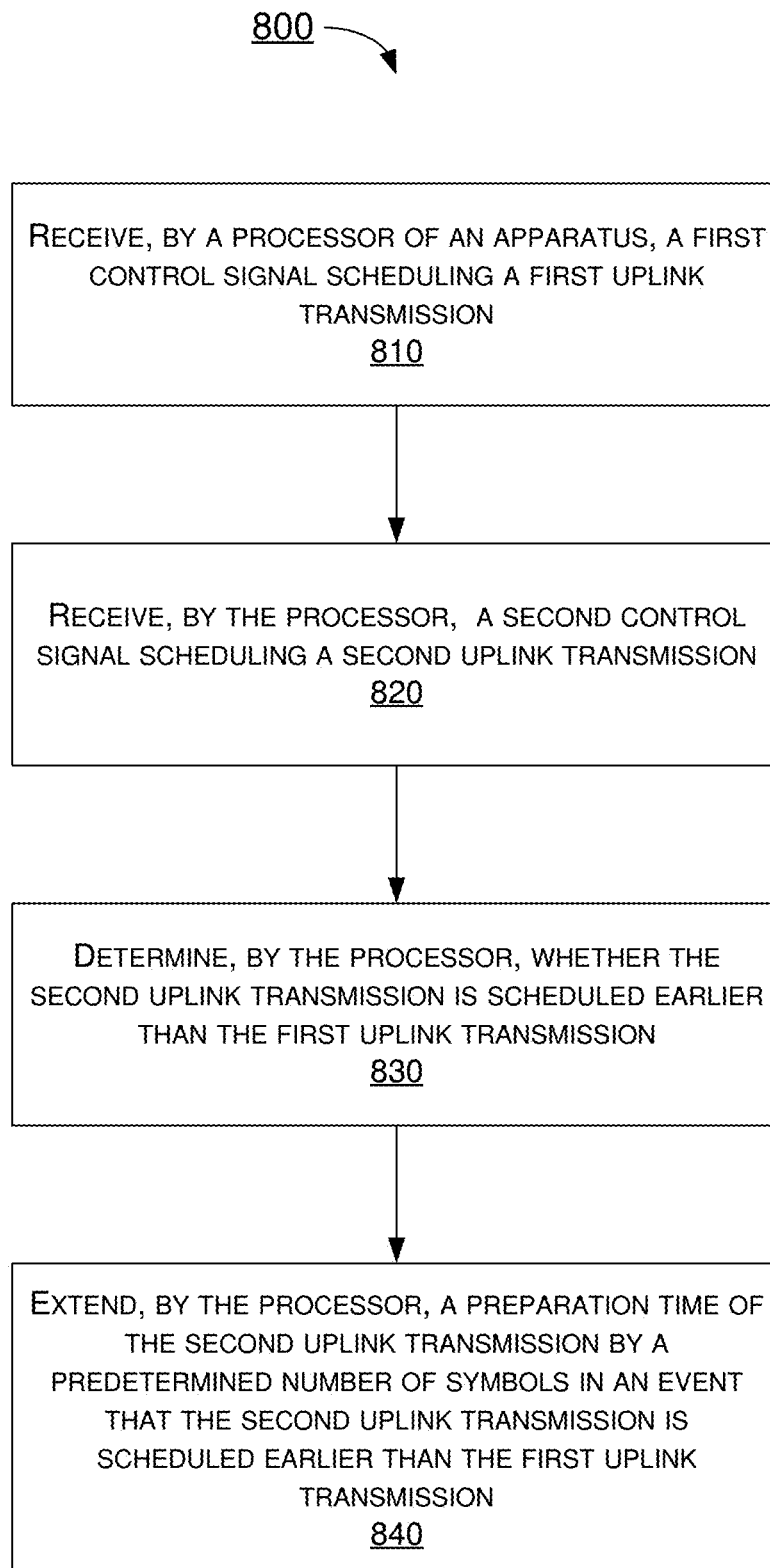 800
RECEIVE, BY A PROCESSOR OF AN APPARATUS, A FIRST
CONTROL SIGNAL SCHEDULING A FIRST UPLINK
TRANSMISSION
810
RECEIVE, BY THE PROCESSOR, A SECOND CONTROL
SIGNAL SCHEDULING A SECOND UPLINK TRANSMISSION
820
DETERMINE, BY THE PROCESSOR, WHETHER THE
SECOND UPLINK TRANSMISSION IS SCHEDULED EARLIER
THAN THE FIRST UPLINK TRANSMISSION
830
EXTEND, BY THE PROCESSOR, A PREPARATION TIME OF
THE SECOND UPLINK TRANSMISSION BY A
PREDETERMINED NUMBER OF SYMBOLS IN AN EVENT
THAT THE SECOND UPLINK TRANSMISSION IS
SCHEDULED EARLIER THAN THE FIRST UPLINK
TRANSMISSION
840